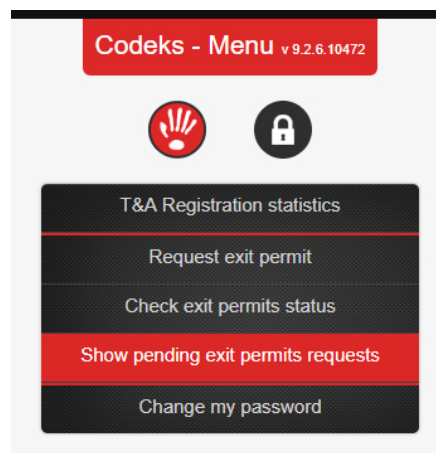 Codeks - Menu v 9.2.6.10472
T&A Registration statistics
Request exit permit
Check exit permits status
Show pending exit permits requests
Change my password